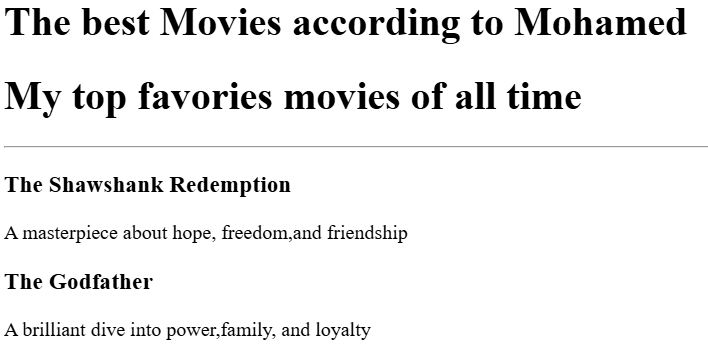 The best Movies according to Mohamed
My top favories movies of all time
The Shawshank Redemption
A masterpiece about hope, freedom,and friendship
The Godfather
A brilliant dive into power,family, and loyalty